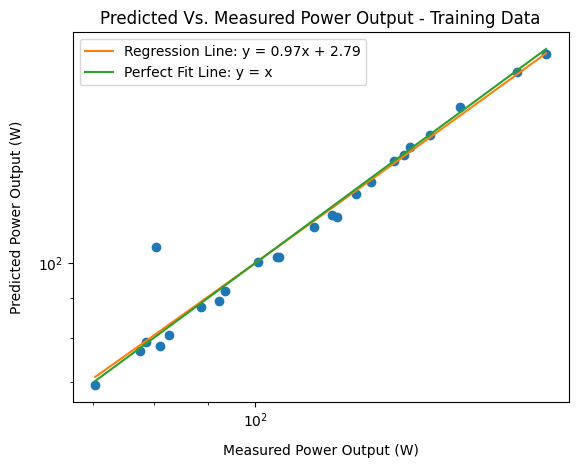 Predicted Vs. Measured Power Output - Training Data
Regression Line: y = 0.97x + 2.79
Perfect Fit Line: y = x
Predicted Power Output (W)
10²
10²
Measured Power Output (W)